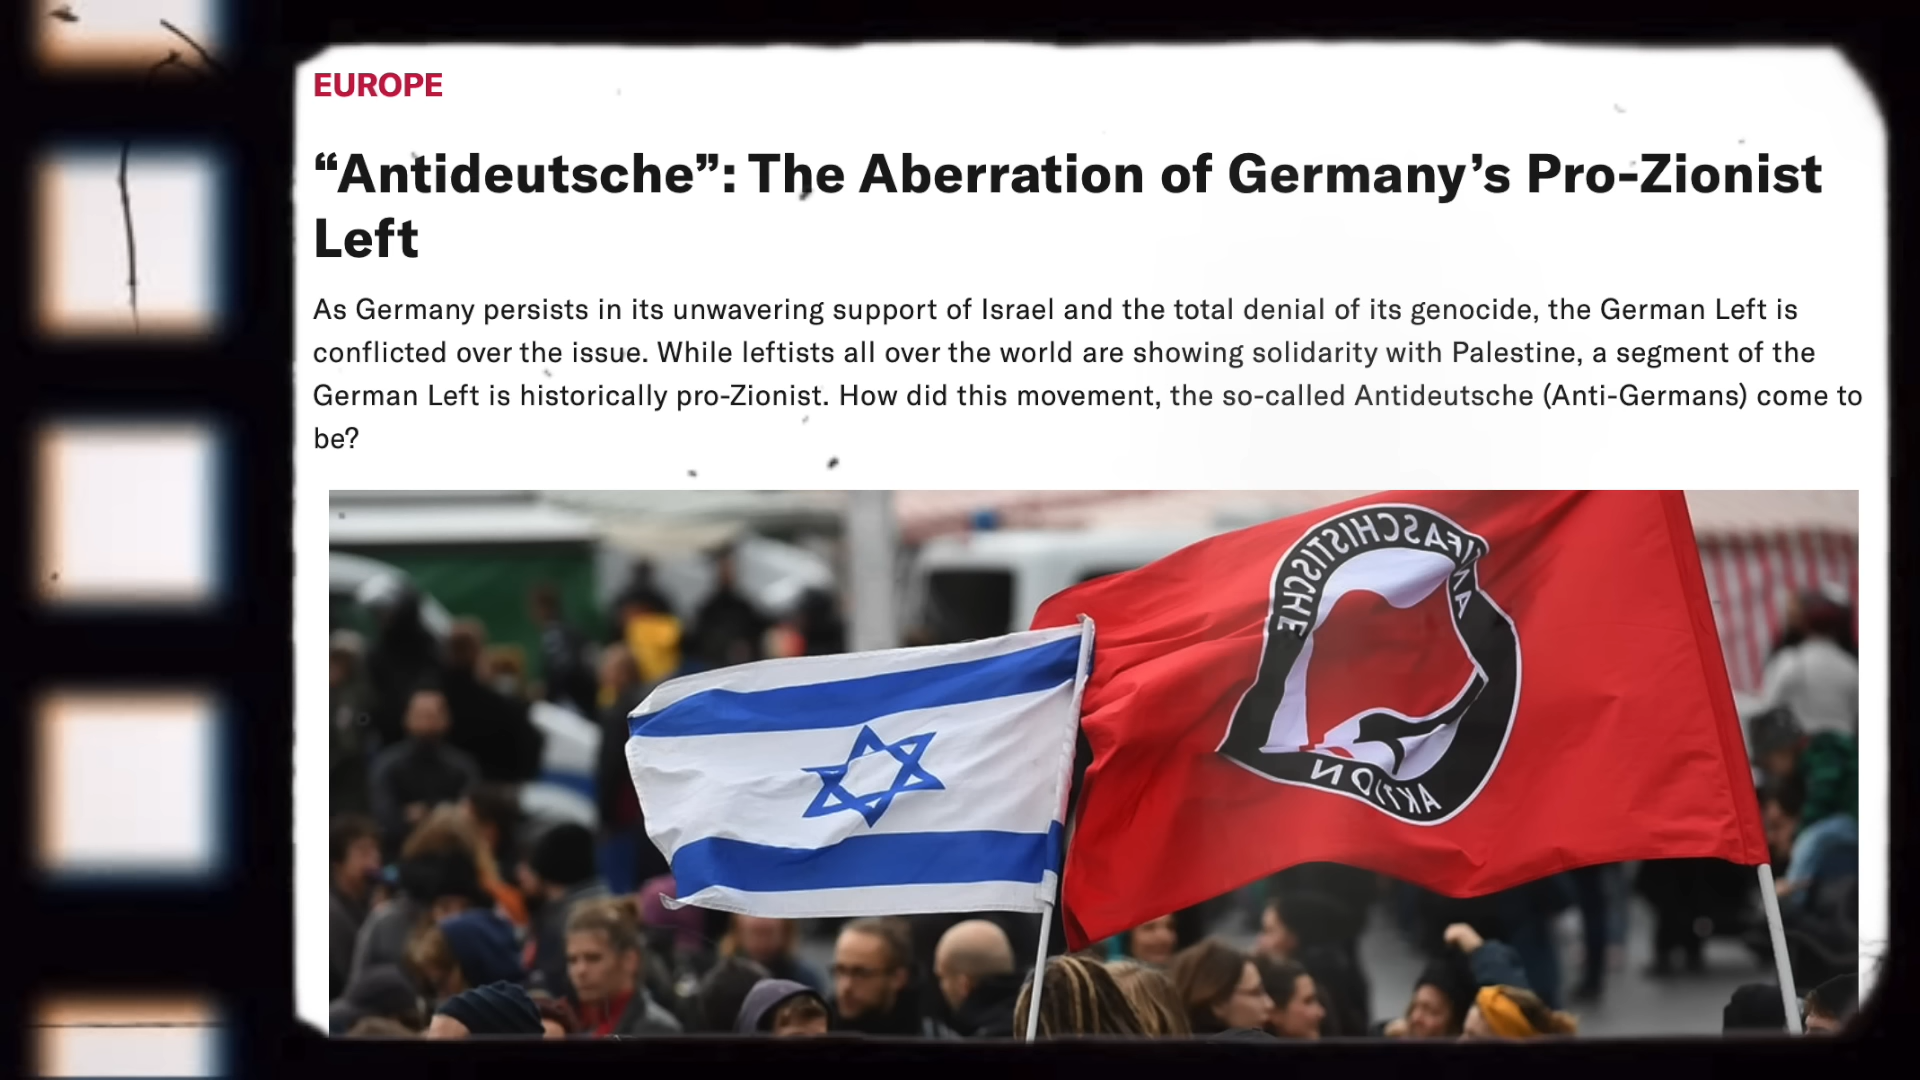 EUROPE
“Antideutsche”: The Aberration of Germany’s Pro-Zionist
Left
As Germany persists in its unwavering support of Israel and the total denial of its genocide, the German Left is
conflicted over the issue. While leftists all over the world are showing solidarity with Palestine, a segment of the
German Left is historically pro-Zionist. How did this movement, the so-called Antideutsche (Anti-Germans) come to
be?
ANTIFASCHISTISCHE
AKTION